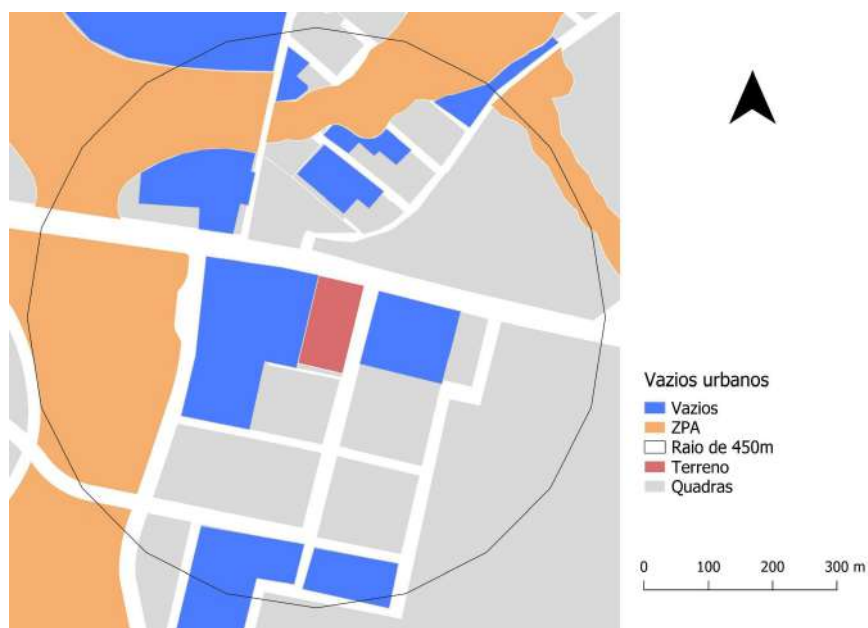 Vazios urbanos
Vazios
ZPA
Raio de 450m
Terreno
Quadras
0 100 200 300 m